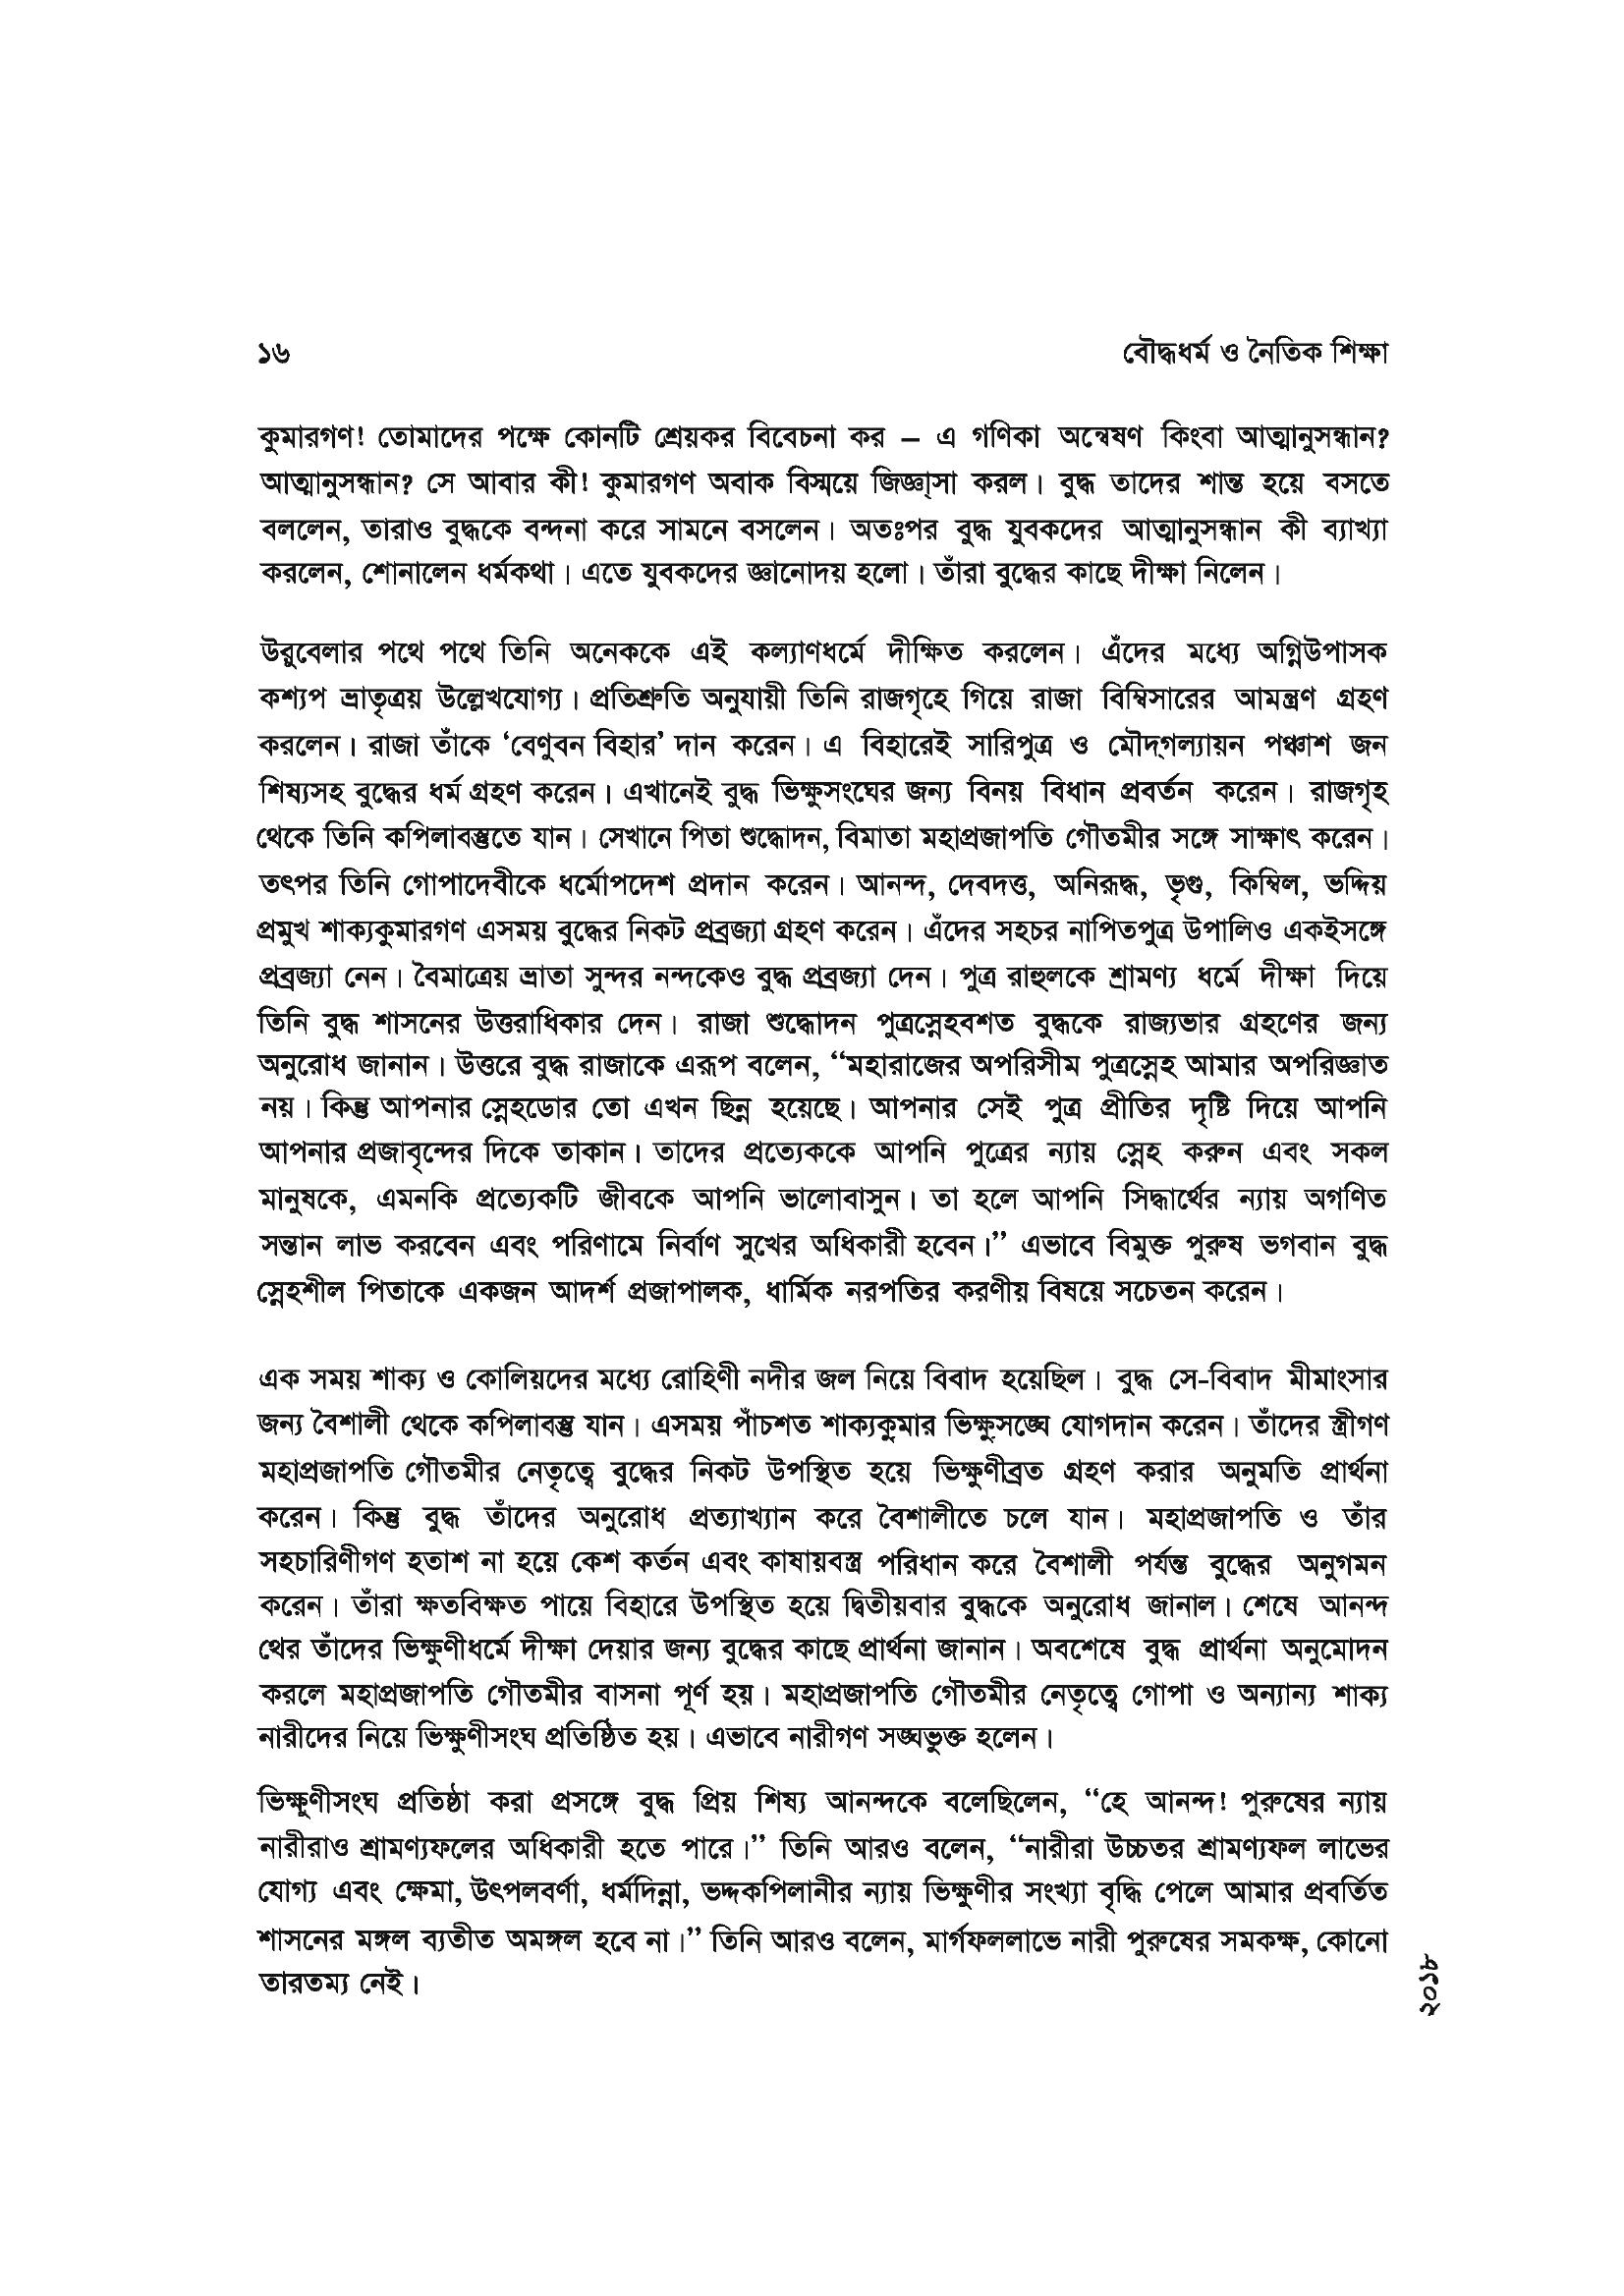 ১৬ বৌদ্ধধর্ম ও নৈতিক শিক্ষা
কুমারগণ! তোমাদের পক্ষে কোনটি শ্রেয়কর বিবেচনা কর – এ গণিকা অন্বেষণ কিংবা আত্মানুসন্ধান?
আত্মানুসন্ধান? সে আবার কী! কুমারগণ অবাক বিস্ময়ে জিজ্ঞাসা করল। বুদ্ধ তাদের শান্ত হয়ে বসতে
বললেন, তারাও বুদ্ধকে বন্দনা করে সামনে বসলেন। অতঃপর বুদ্ধ যুবকদের আত্মানুসন্ধান কী ব্যাখ্যা
করলেন, শোনালেন ধর্মকথা। এতে যুবকদের জ্ঞানোদয় হলো। তাঁরা বুদ্ধের কাছে দীক্ষা নিলেন।
উরুবেলার পথে পথে তিনি অনেককে এই কল্যাণধর্মে দীক্ষিত করলেন। এঁদের মধ্যে অগ্নিউপাসক
কশ্যপ ভ্রাতৃত্রয় উল্লেখযোগ্য। প্রতিশ্রুতি অনুযায়ী তিনি রাজগৃহে গিয়ে রাজা বিম্বিসারের আমন্ত্রণ গ্রহণ
করলেন। রাজা তাঁকে ‘বেণুবন বিহার’ দান করেন। এ বিহারেই সারিপুত্র ও মৌদ্‌গল্যায়ন পঞ্চাশ জন
শিষ্যসহ বুদ্ধের ধর্ম গ্রহণ করেন। এখানেই বুদ্ধ ভিক্ষুসংঘের জন্য বিনয় বিধান প্রবর্তন করেন। রাজগৃহ
থেকে তিনি কপিলাবস্তুতে যান। সেখানে পিতা শুদ্ধোদন, বিমাতা মহাপ্রজাপতি গৌতমীর সঙ্গে সাক্ষাৎ করেন।
তৎপর তিনি গোপাদেবীকে ধর্মোপদেশ প্রদান করেন। আনন্দ, দেবদত্ত, অনিরূদ্ধ, ভৃগু, কিম্বিল, ভদ্দিয়
প্রমুখ শাক্যকুমারগণ এসময় বুদ্ধের নিকট প্রব্রজ্যা গ্রহণ করেন। এঁদের সহচর নাপিতপুত্র উপালিও একইসঙ্গে
প্রব্রজ্যা নেন। বৈমাত্রেয় ভ্রাতা সুন্দর নন্দকেও বুদ্ধ প্রব্রজ্যা দেন। পুত্র রাহুলকে শ্রামণ্য ধর্মে দীক্ষা দিয়ে
তিনি বুদ্ধ শাসনের উত্তরাধিকার দেন। রাজা শুদ্ধোদন পুত্রস্নেহবশত বুদ্ধকে রাজ্যভার গ্রহণের জন্য
অনুরোধ জানান। উত্তরে বুদ্ধ রাজাকে এরূপ বলেন, “মহারাজের অপরিসীম পুত্রস্নেহ আমার অপরিজ্ঞাত
নয়। কিন্তু আপনার স্নেহডোর তো এখন ছিন্ন হয়েছে। আপনার সেই পুত্র প্রীতির দৃষ্টি দিয়ে আপনি
আপনার প্রজাবৃন্দের দিকে তাকান। তাদের প্রত্যেককে আপনি পুত্রের ন্যায় স্নেহ করুন এবং সকল
মানুষকে, এমনকি প্রত্যেকটি জীবকে আপনি ভালোবাসুন। তা হলে আপনি সিদ্ধার্থের ন্যায় অগণিত
সন্তান লাভ করবেন এবং পরিণামে নির্বাণ সুখের অধিকারী হবেন।” এভাবে বিমুক্ত পুরুষ ভগবান বুদ্ধ
স্নেহশীল পিতাকে একজন আদর্শ প্রজাপালক, ধার্মিক নরপতির করণীয় বিষয়ে সচেতন করেন।
এক সময় শাক্য ও কোলিয়দের মধ্যে রোহিণী নদীর জল নিয়ে বিবাদ হয়েছিল। বুদ্ধ সে-বিবাদ মীমাংসার
জন্য বৈশালী থেকে কপিলাবস্তু যান। এসময় পাঁচশত শাক্যকুমার ভিক্ষুসঙ্ঘে যোগদান করেন। তাঁদের স্ত্রীগণ
মহাপ্রজাপতি গৌতমীর নেতৃত্বে বুদ্ধের নিকট উপস্থিত হয়ে ভিক্ষুণীব্রত গ্রহণ করার অনুমতি প্রার্থনা
করেন। কিন্তু বুদ্ধ তাঁদের অনুরোধ প্রত্যাখ্যান করে বৈশালীতে চলে যান। মহাপ্রজাপতি ও তাঁর
সহচারিণীগণ হতাশ না হয়ে কেশ কর্তন এবং কাষায়বস্ত্র পরিধান করে বৈশালী পর্যন্ত বুদ্ধের অনুগমন
করেন। তাঁরা ক্ষতবিক্ষত পায়ে বিহারে উপস্থিত হয়ে দ্বিতীয়বার বুদ্ধকে অনুরোধ জানাল। শেষে আনন্দ
থের তাঁদের ভিক্ষুণীধর্মে দীক্ষা দেয়ার জন্য বুদ্ধের কাছে প্রার্থনা জানান। অবশেষে বুদ্ধ প্রার্থনা অনুমোদন
করলে মহাপ্রজাপতি গৌতমীর বাসনা পূর্ণ হয়। মহাপ্রজাপতি গৌতমীর নেতৃত্বে গোপা ও অন্যান্য শাক্য
নারীদের নিয়ে ভিক্ষুণীসংঘ প্রতিষ্ঠিত হয়। এভাবে নারীগণ সঙ্ঘভুক্ত হলেন।
ভিক্ষুণীসংঘ প্রতিষ্ঠা করা প্রসঙ্গে বুদ্ধ প্রিয় শিষ্য আনন্দকে বলেছিলেন, “হে আনন্দ! পুরুষের ন্যায়
নারীরাও শ্রামণ্যফলের অধিকারী হতে পারে।” তিনি আরও বলেন, “নারীরা উচ্চতর শ্রামণ্যফল লাভের
যোগ্য এবং ক্ষেমা, উৎপলবর্ণা, ধর্মদিন্না, ভদ্দকপিলানীর ন্যায় ভিক্ষুণীর সংখ্যা বৃদ্ধি পেলে আমার প্রবর্তিত
শাসনের মঙ্গল ব্যতীত অমঙ্গল হবে না।” তিনি আরও বলেন, মার্গফললাভে নারী পুরুষের সমকক্ষ, কোনো
তারতম্য নেই।
২০১৮